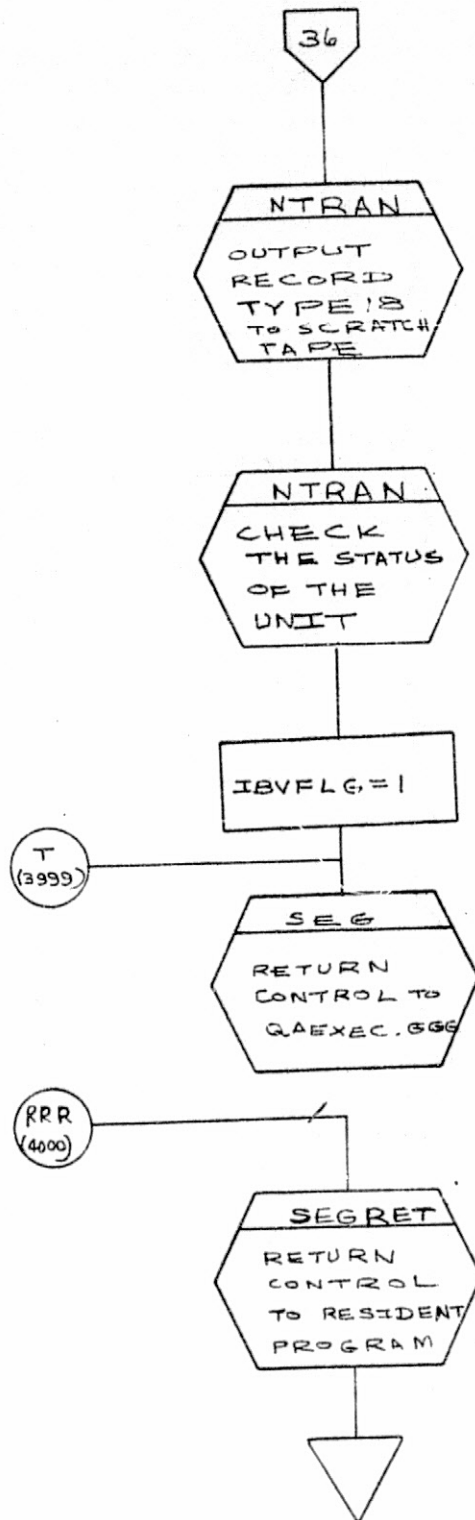 36
NTRAN
OUTPUT
RECORD
TYPE 18
TO SCRATCH
TAPE
NTRAN
CHECK
THE STATUS
OF THE
UNIT
IBVFLG=1
T
(3999)
SEG
RETURN
CONTROL TO
QAEXEC.GGG
RRR
(4000)
SEGRET
RETURN
CONTROL
TO RESIDENT
PROGRAM